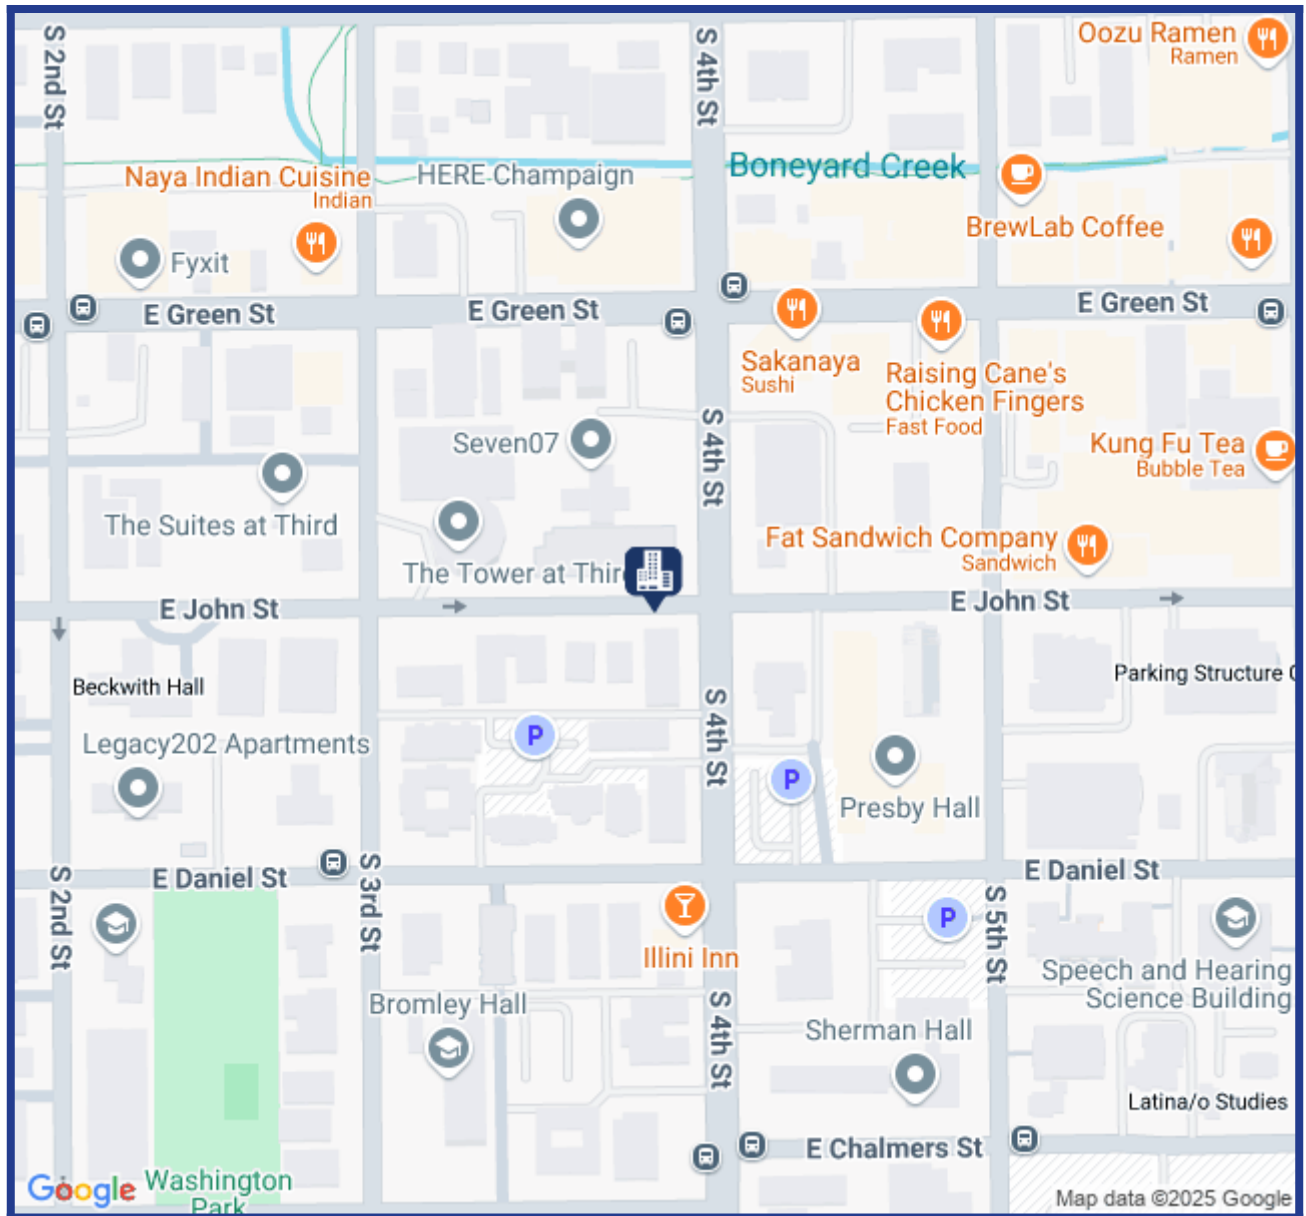 S 2nd St
S 4th St
Oozu Ramen
Ramen
Naya Indian Cuisine
Indian
HERE Champaign
Boneyard Creek
BrewLab Coffee
Fyxit
E Green St
E Green St
E Green St
Sakanaya
Sushi
Raising Cane's
Chicken Fingers
Fast Food
S 4th St
Seven07
Kung Fu Tea
Bubble Tea
The Suites at Third
Fat Sandwich Company
Sandwich
The Tower at Thir
E John St
E John St
Beckwith Hall
Parking Structure
S 4th St
Legacy202 Apartments
P
P
Presby Hall
E Daniel St
E Daniel St
S 2nd St
S 3rd St
S 5th St
P
Illini Inn
Speech and Hearing
Science Building
Bromley Hall
S 4th St
Sherman Hall
Latina/o Studies
E Chalmers St
Google
Washington
Park
Map data ©2025 Google